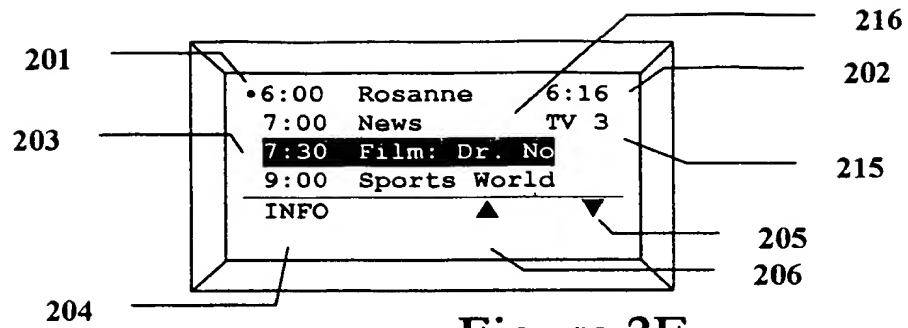 216
201
202
•6:00 Rosanne 6:16
7:00 News TV 3
203
7:30 Film: Dr. No
215
9:00 Sports World
INFO ▲ ▼
205
206
204